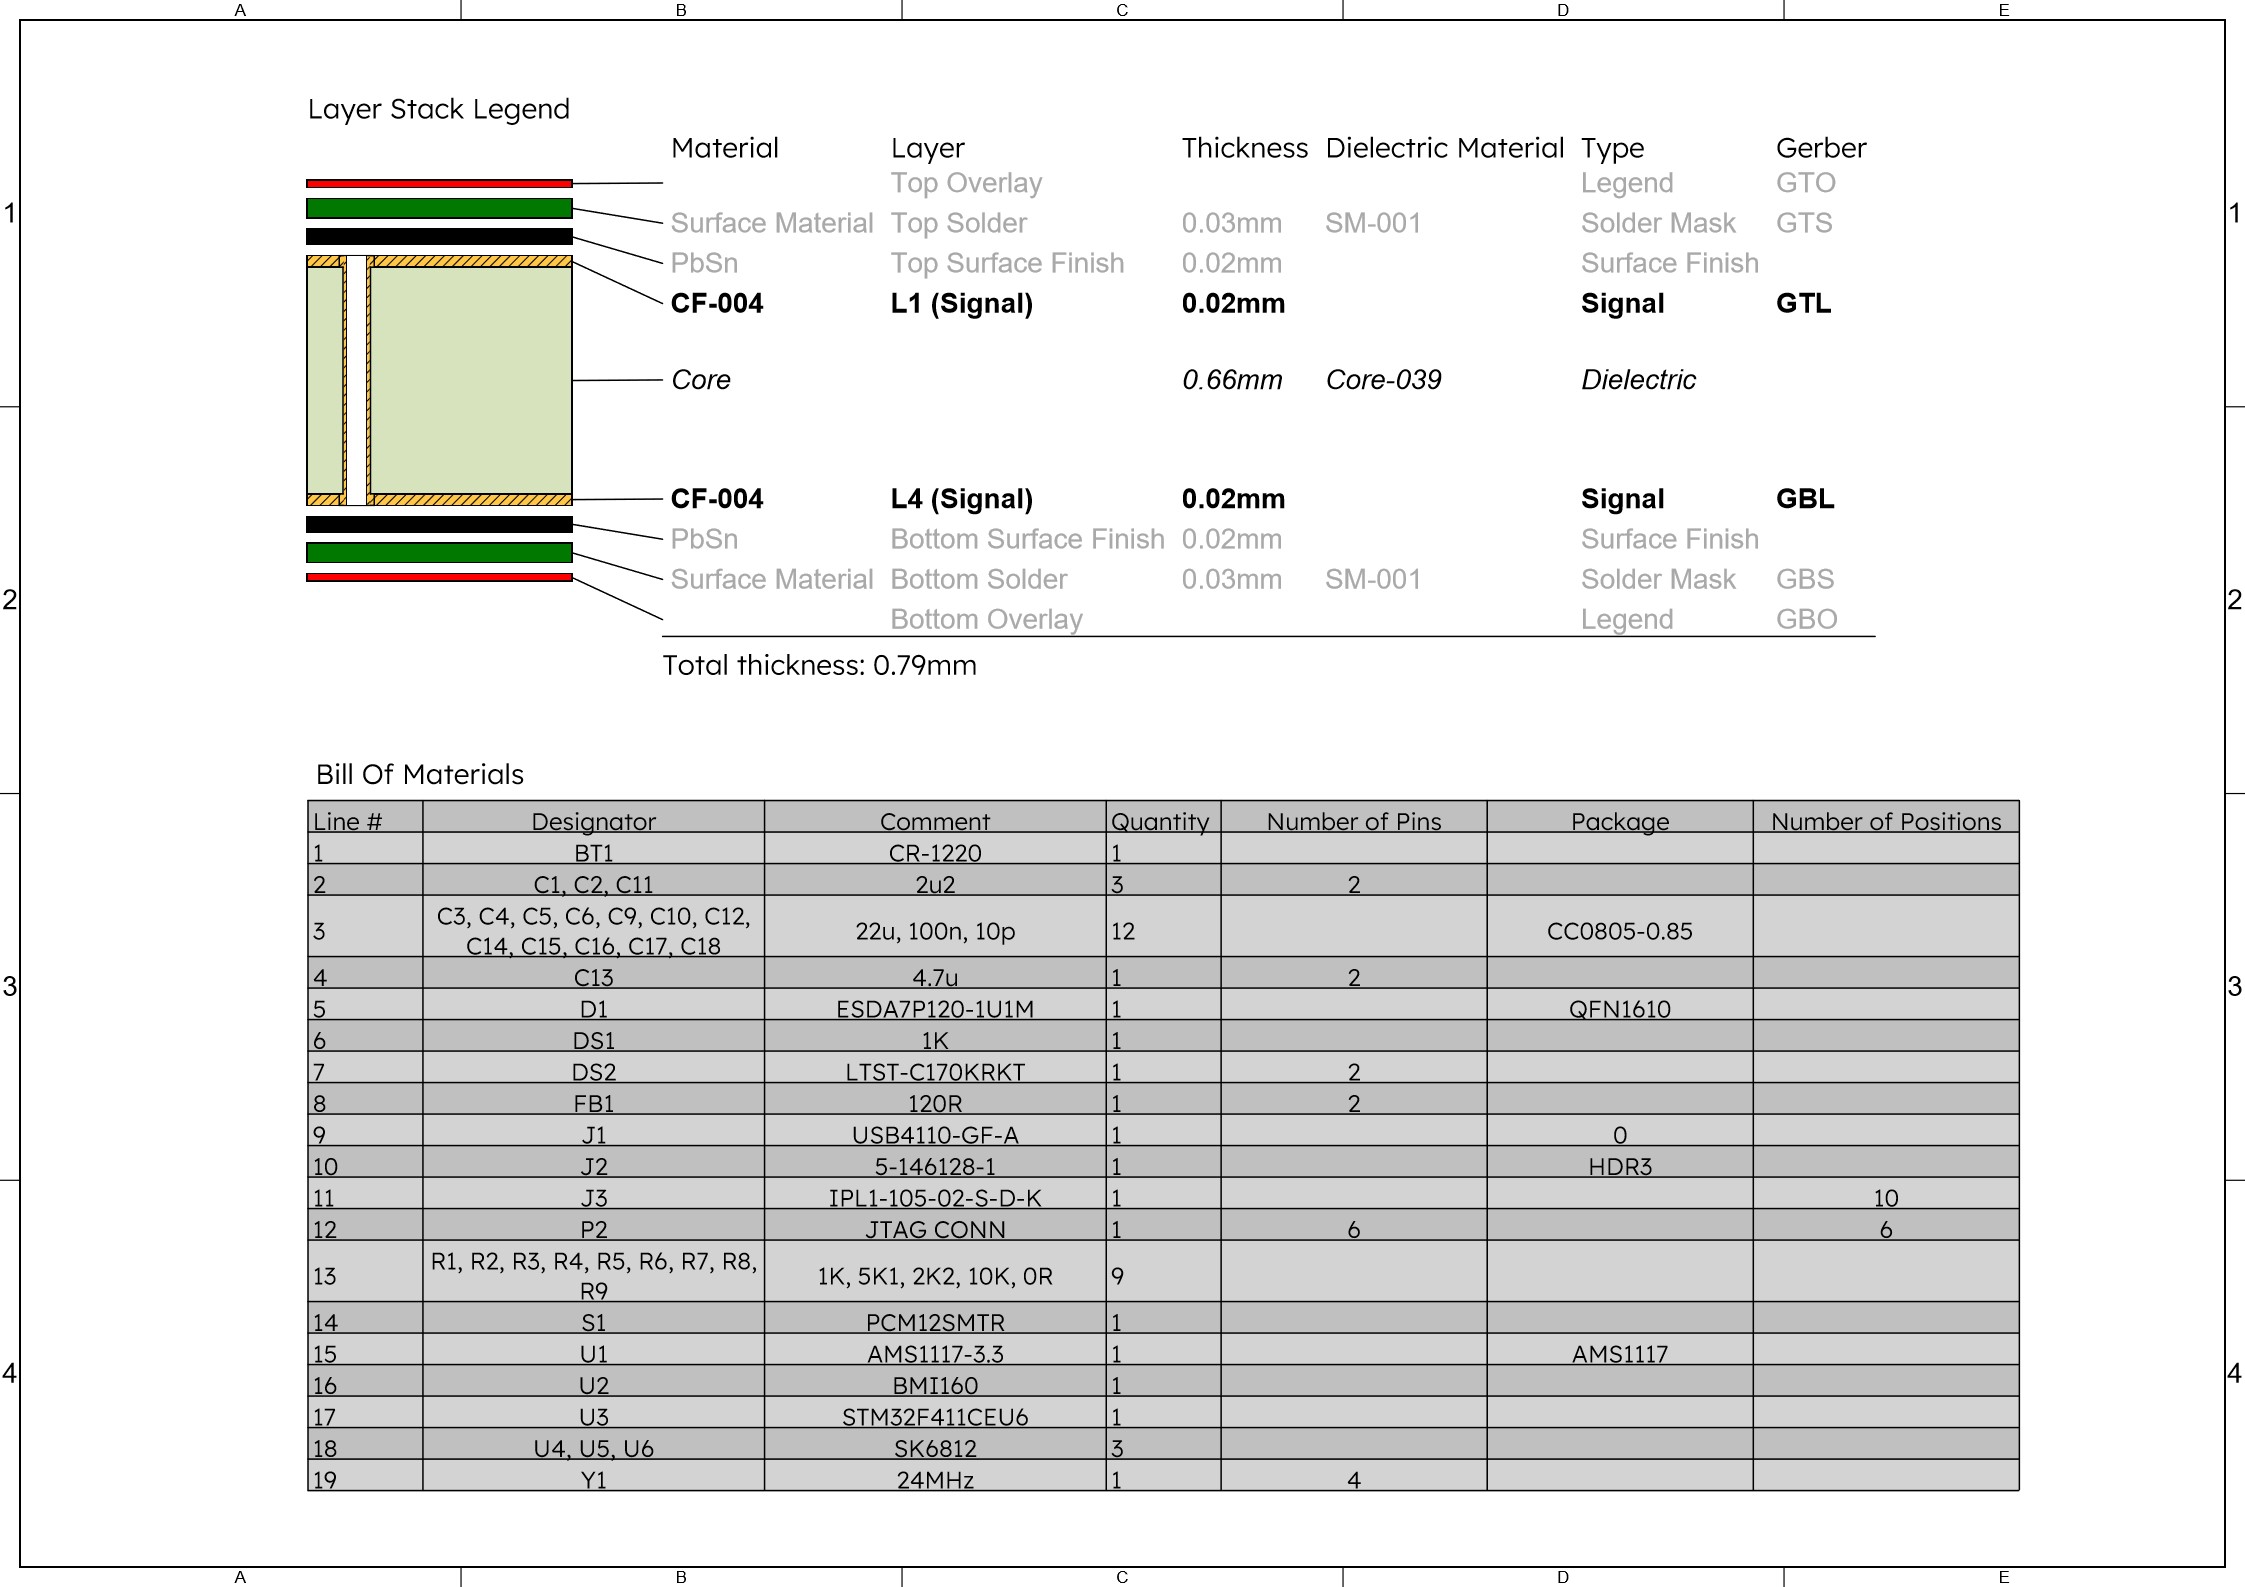 A B C D E
Layer Stack Legend
Material Layer Thickness Dielectric Material Type Gerber
Top Overlay Legend GTO
1 1
Surface Material Top Solder 0.03mm SM-001 Solder Mask GTS
PbSn Top Surface Finish 0.02mm Surface Finish
CF-004 L1 (Signal) 0.02mm Signal GTL
Core 0.66mm Core-039 Dielectric
CF-004 L4 (Signal) 0.02mm Signal GBL
PbSn Bottom Surface Finish 0.02mm Surface Finish
Surface Material Bottom Solder 0.03mm SM-001 Solder Mask GBS
2 2
Bottom Overlay Legend GBO
Total thickness: 0.79mm
Bill Of Materials
Line # Designator Comment Quantity Number of Pins Package Number of Positions
1 BT1 CR-1220 1
2 C1, C2, C11 2u2 3 2
3 C3, C4, C5, C6, C9, C10, C12, 22u, 100n, 10p 12 CC0805-0.85
C14, C15, C16, C17, C18
4 C13 4.7u 1 2
3 3
5 D1 ESDA7P120-1U1M 1 QFN1610
6 DS1 1K 1
7 DS2 LTST-C170KRKT 1 2
8 FB1 120R 1 2
9 J1 USB4110-GF-A 1 0
10 J2 5-146128-1 1 HDR3
11 J3 IPL1-105-02-S-D-K 1 10
12 P2 JTAG CONN 1 6 6
13 R1, R2, R3, R4, R5, R6, R7, R8, 1K, 5K1, 2K2, 10K, 0R 9
R9
14 S1 PCM12SMTR 1
15 U1 AMS1117-3.3 1 AMS1117
4 4
16 U2 BMI160 1
17 U3 STM32F411CEU6 1
18 U4, U5, U6 SK6812 3
19 Y1 24MHz 1 4
A B C D E